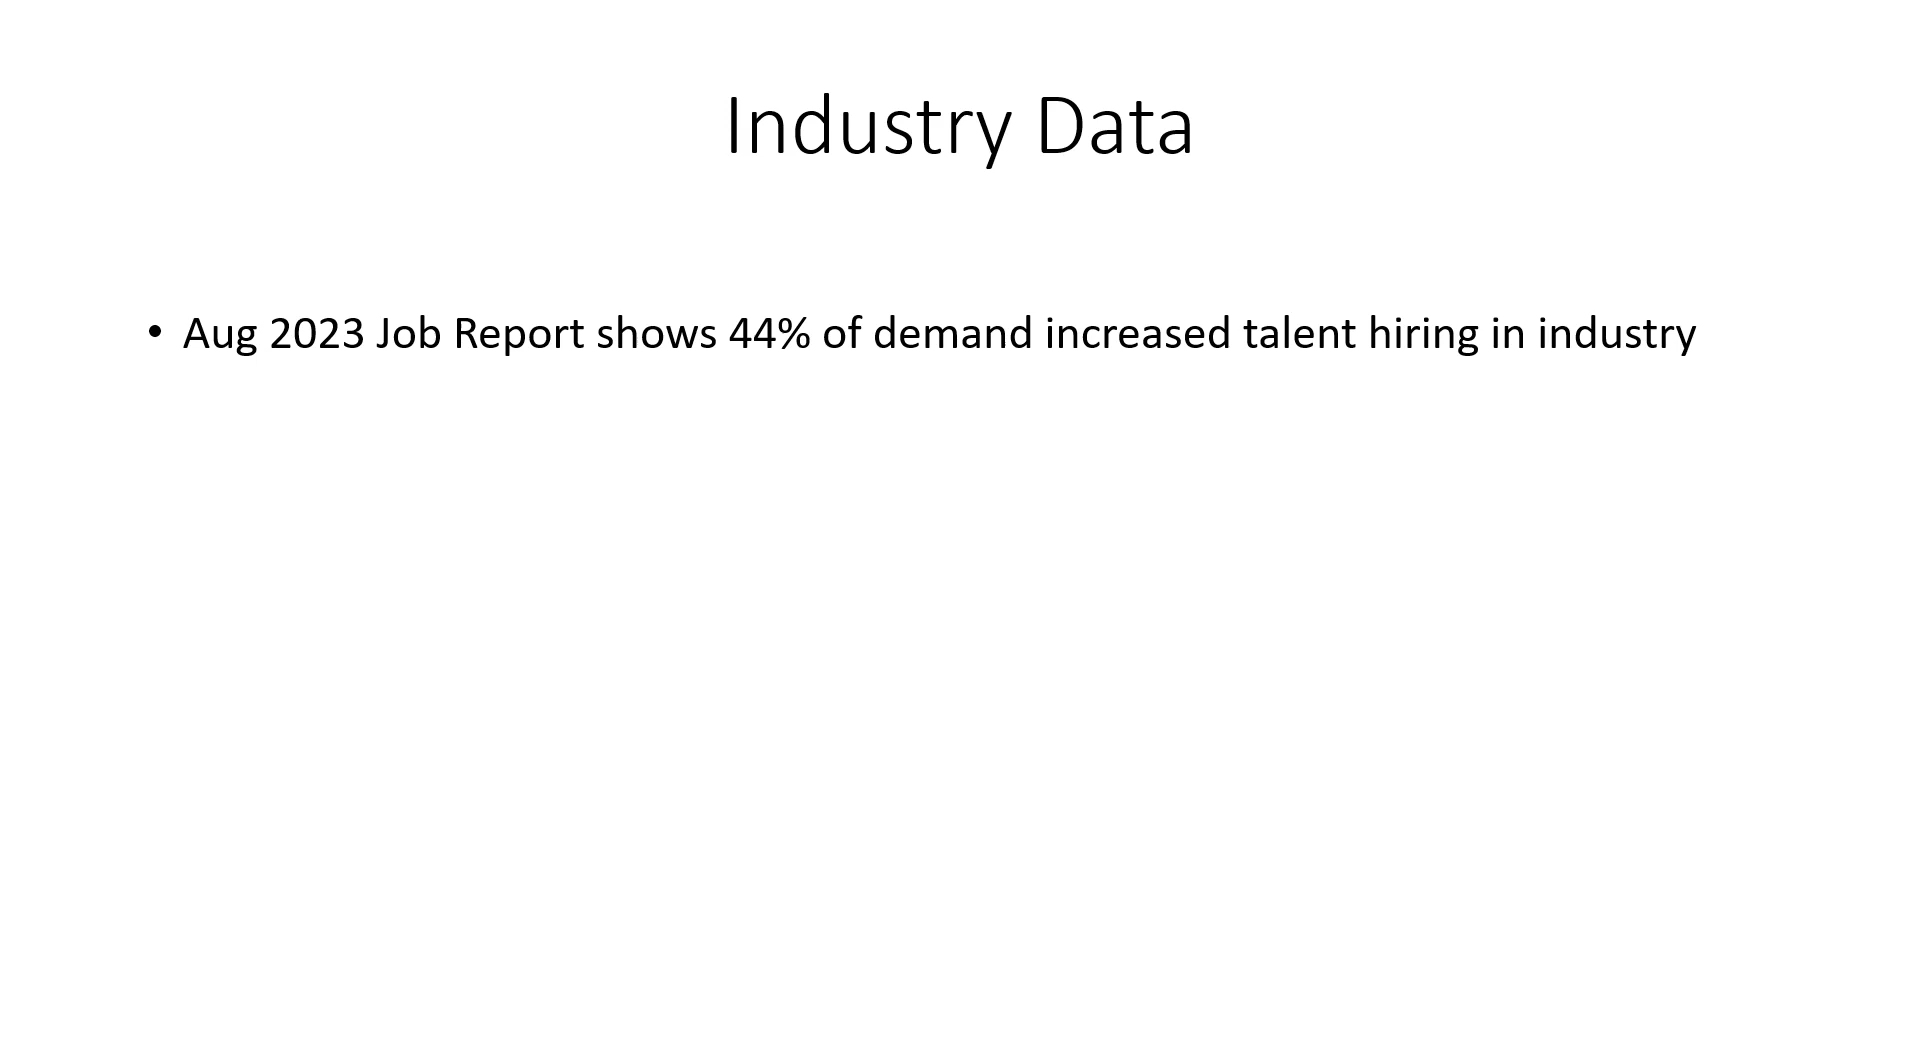 Industry Data
• Aug 2023 Job Report shows 44% of demand increased talent hiring in industry